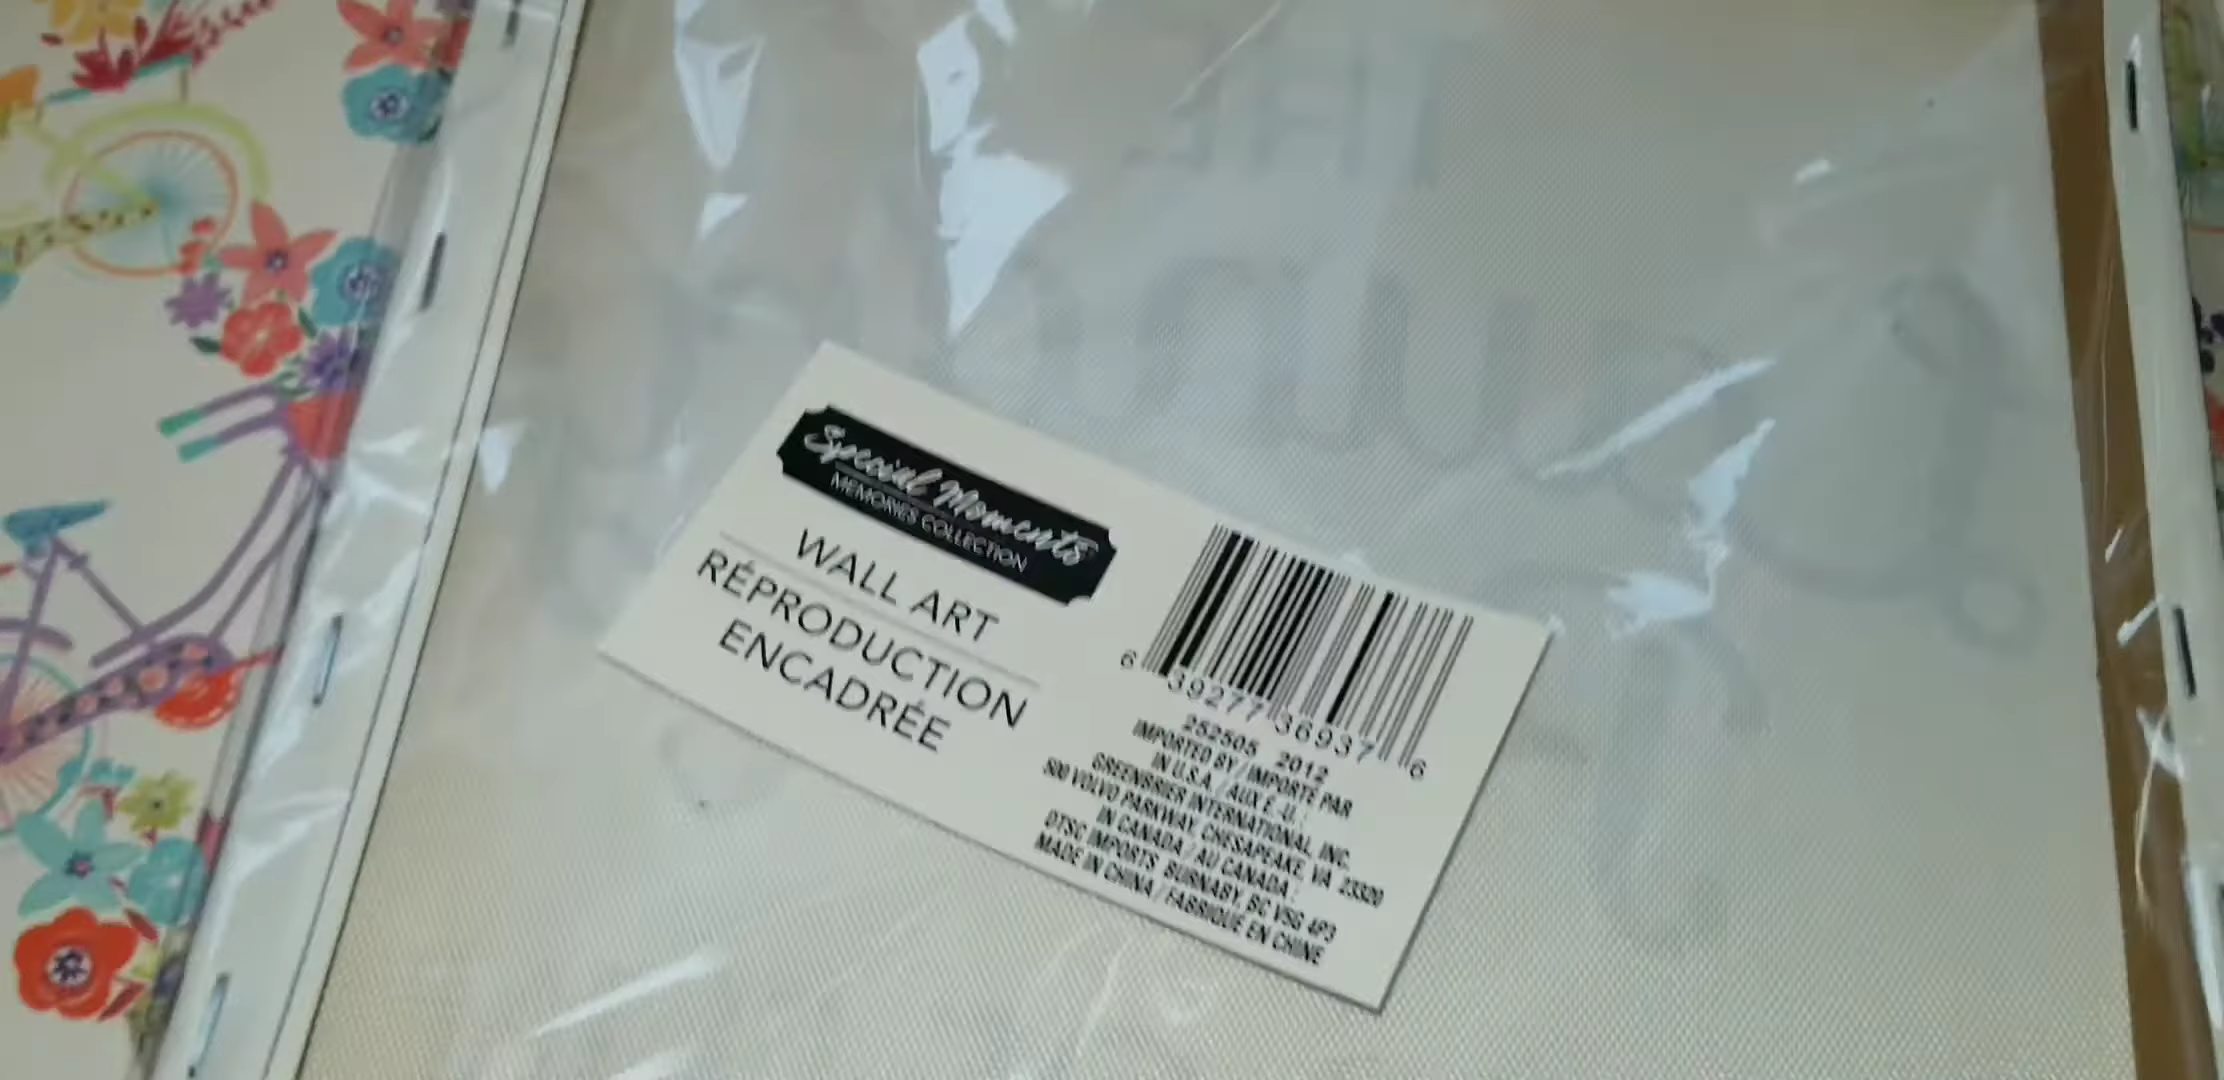 Special Moments
MEMORIES COLLECTION
WALL ART
RÉPRODUCTION
ENCADRÉE
6 39277 36937 6
252505 2012
IMPORTED BY / IMPORTÉ PAR
IN U.S.A. / AUX É.-U. :
GREENBRIER INTERNATIONAL, INC.
500 VOLVO PARKWAY, CHESAPEAKE, VA 23320
IN CANADA / AU CANADA :
DTSC IMPORTS BURNABY, BC V5G 4P3
MADE IN CHINA / FABRIQUÉ EN CHINE